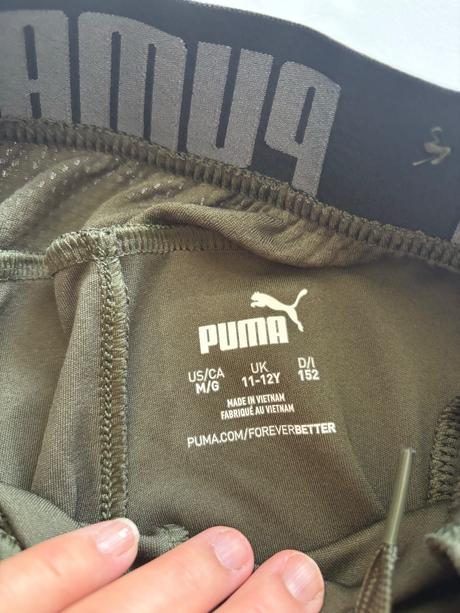 PUMA
PUMA
US/CA UK D/I
M/G 11-12Y 152
MADE IN VIETNAM
FABRIQUÉ AU VIETNAM
PUMA.COM/FOREVERBETTER